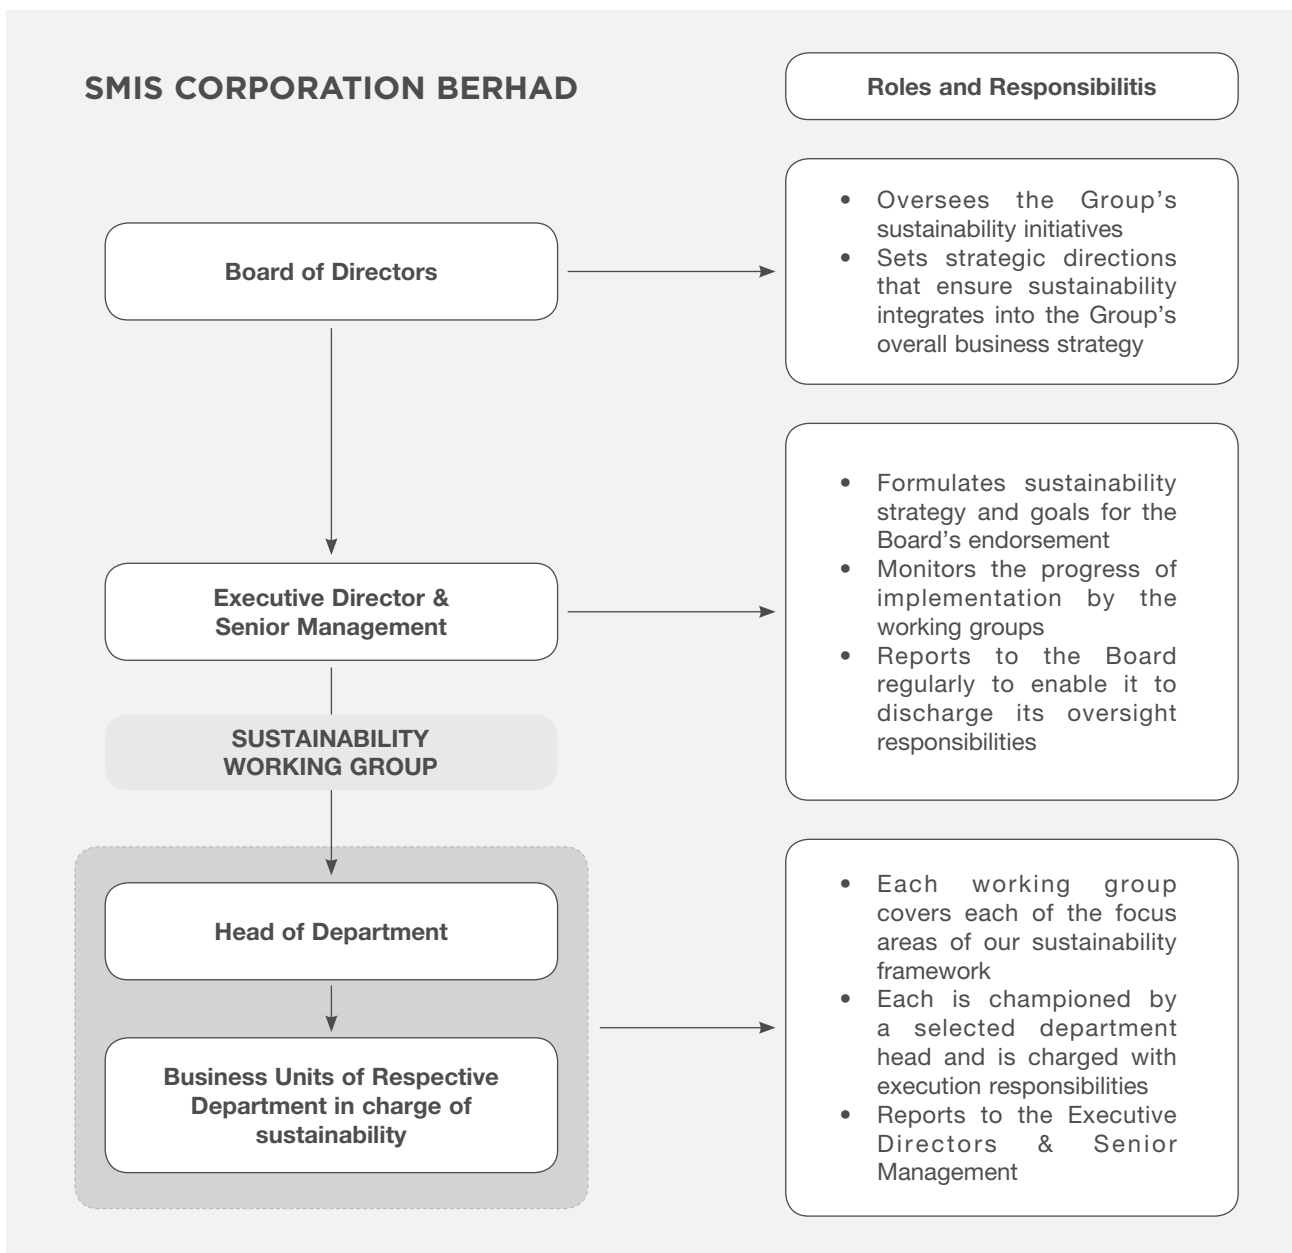 SMIS CORPORATION BERHAD
Roles and Responsibilitis
Board of Directors
• Oversees the Group's
sustainability initiatives
• Sets strategic directions
that ensure sustainability
integrates into the Group's
overall business strategy
Executive Director &
Senior Management
• Formulates sustainability
strategy and goals for the
Board's endorsement
• Monitors the progress of
implementation by the
working groups
• Reports to the Board
regularly to enable it to
discharge its oversight
responsibilities
SUSTAINABILITY
WORKING GROUP
Head of Department
Business Units of Respective
Department in charge of
sustainability
• Each working group
covers each of the focus
areas of our sustainability
framework
• Each is championed by
a selected department
head and is charged with
execution responsibilities
• Reports to the Executive
Directors & Senior
Management